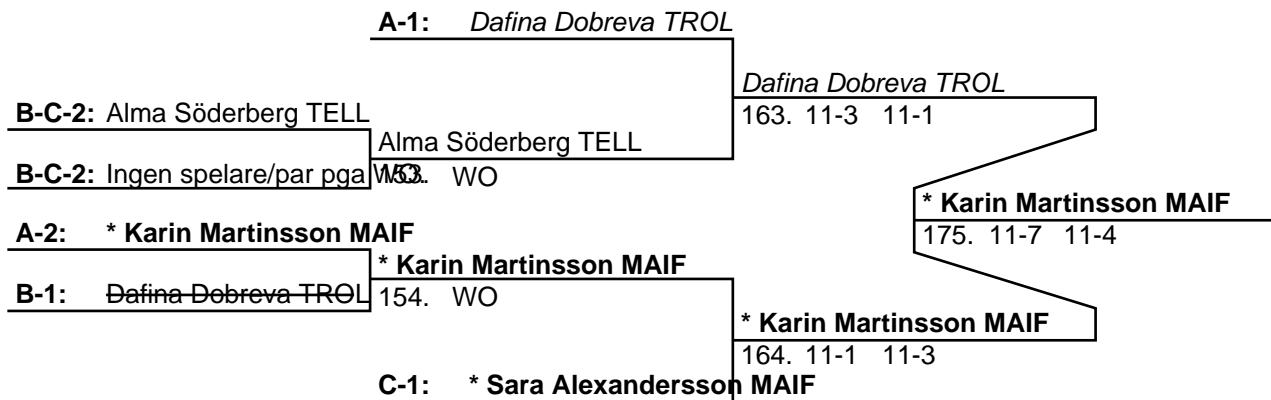 A-1: Dafina Dobreva TROL
Dafina Dobreva TROL
B-C-2: Alma Söderberg TELL
163. 11-3 11-1
Alma Söderberg TELL
B-C-2: Ingen spelare/par pga WO.
153. WO
* Karin Martinsson MAIF
A-2: * Karin Martinsson MAIF
175. 11-7 11-4
* Karin Martinsson MAIF
B-1: Dafina Dobreva TROL
154. WO
* Karin Martinsson MAIF
164. 11-1 11-3
C-1: * Sara Alexandersson MAIF